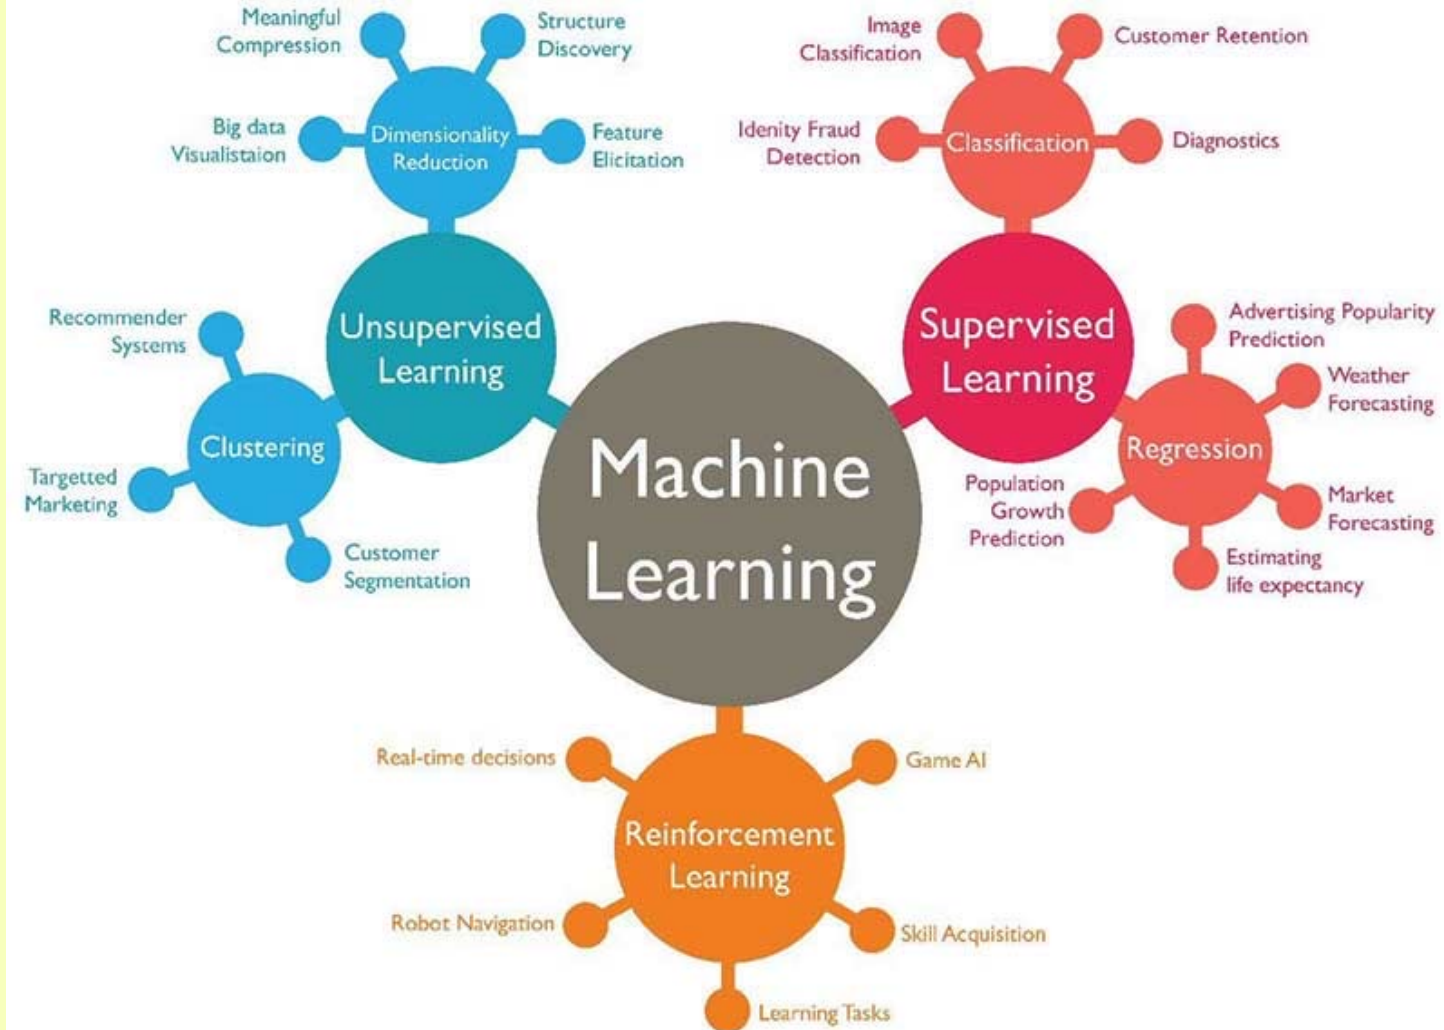 Meaningful
Compression
Structure
Discovery
Big data
Visualistaion
Dimensionality
Reduction
Feature
Elicitation
Image
Classification
Customer Retention
Idenity Fraud
Detection
Classification
Diagnostics
Unsupervised
Learning
Recommender
Systems
Clustering
Targetted
Marketing
Customer
Segmentation
Machine
Learning
Supervised
Learning
Advertising Popularity
Prediction
Weather
Forecasting
Regression
Population
Growth
Prediction
Market
Forecasting
Estimating
life expectancy
Real-time decisions
Game AI
Reinforcement
Learning
Robot Navigation
Skill Acquisition
Learning Tasks